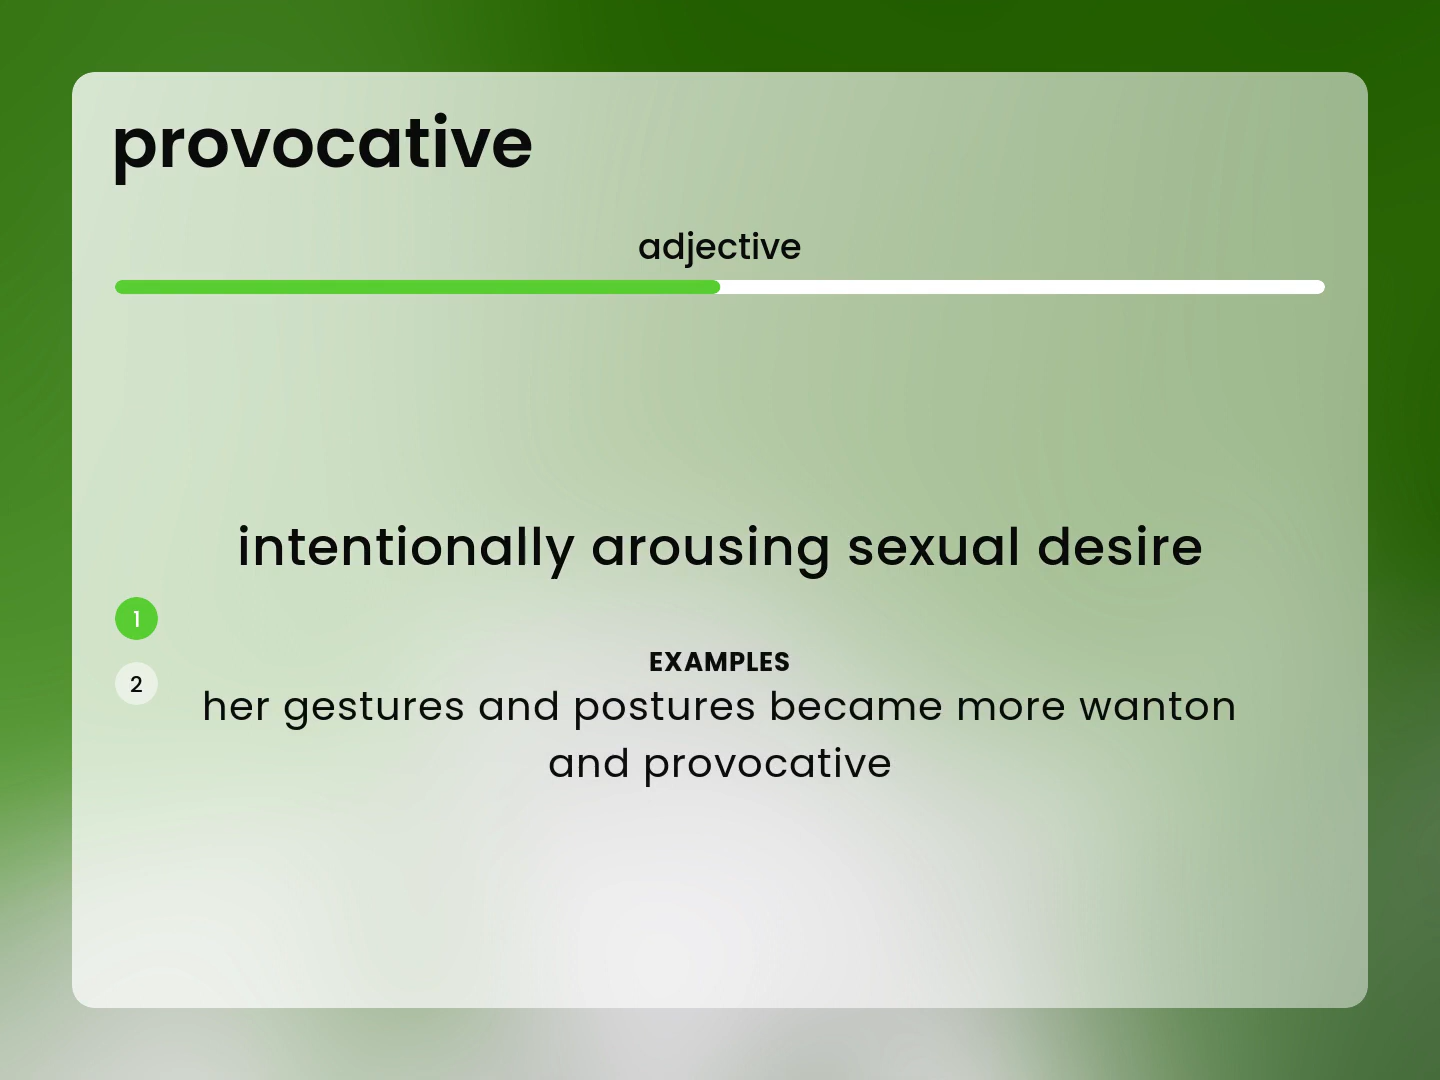 provocative
adjective
intentionally arousing sexual desire
1
2
EXAMPLES
her gestures and postures became more wanton
and provocative